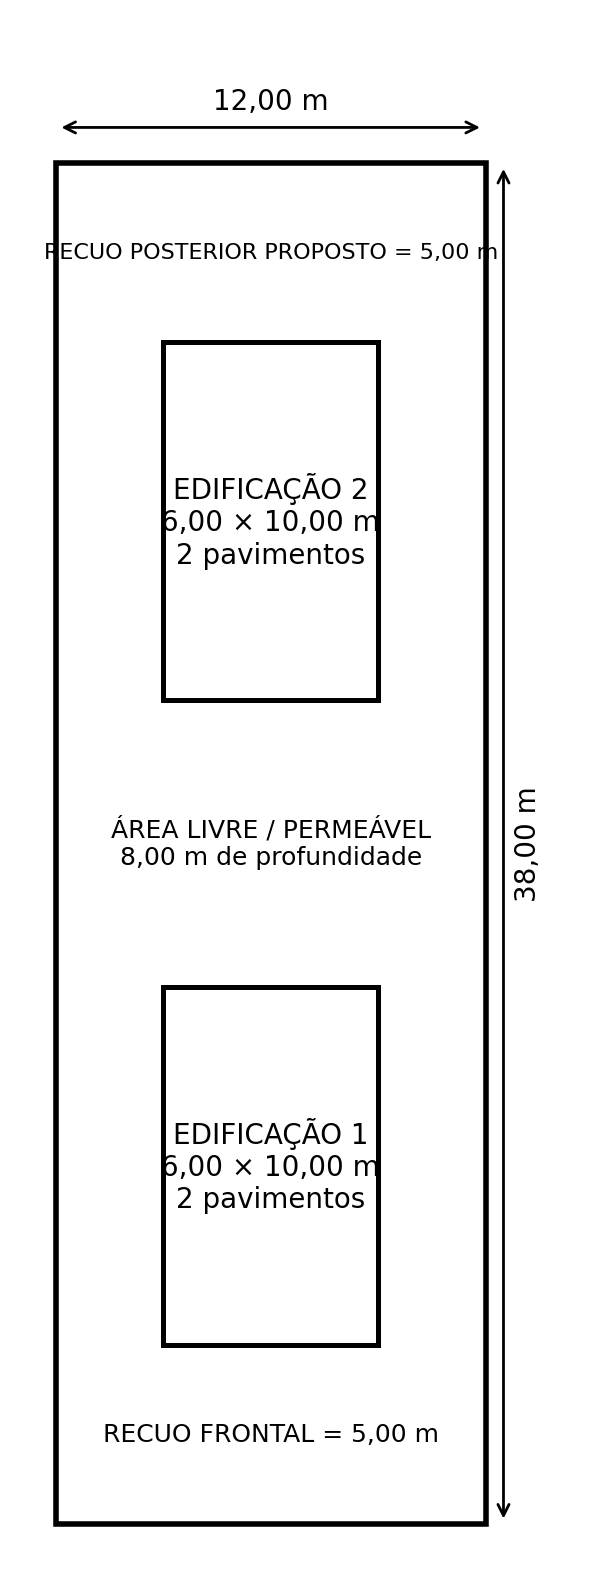 12,00 m
RECUO POSTERIOR PROPOSTO = 5,00 m
EDIFICAÇÃO 2
6,00 × 10,00 m
2 pavimentos
ÁREA LIVRE / PERMEÁVEL
8,00 m de profundidade
38,00 m
EDIFICAÇÃO 1
6,00 × 10,00 m
2 pavimentos
RECUO FRONTAL = 5,00 m